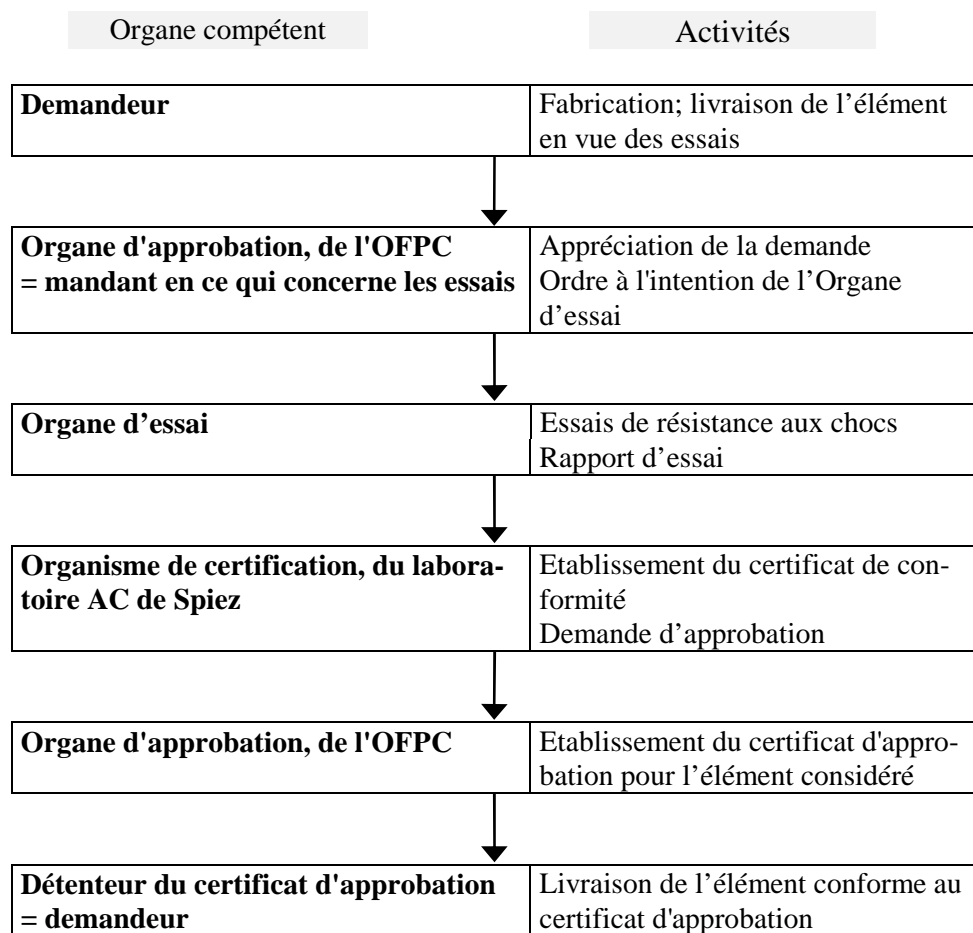 Organe compétent
Activités
Demandeur
Fabrication; livraison de l’élément
en vue des essais
Organe d'approbation, de l'OFPC
= mandant en ce qui concerne les essais
Appréciation de la demande
Ordre à l'intention de l’Organe
d’essai
Organe d’essai
Essais de résistance aux chocs
Rapport d’essai
Organisme de certification, du labora-
toire AC de Spiez
Etablissement du certificat de con-
formité
Demande d’approbation
Organe d'approbation, de l'OFPC
Etablissement du certificat d'appro-
bation pour l’élément considéré
Détenteur du certificat d'approbation
= demandeur
Livraison de l’élément conforme au
certificat d'approbation